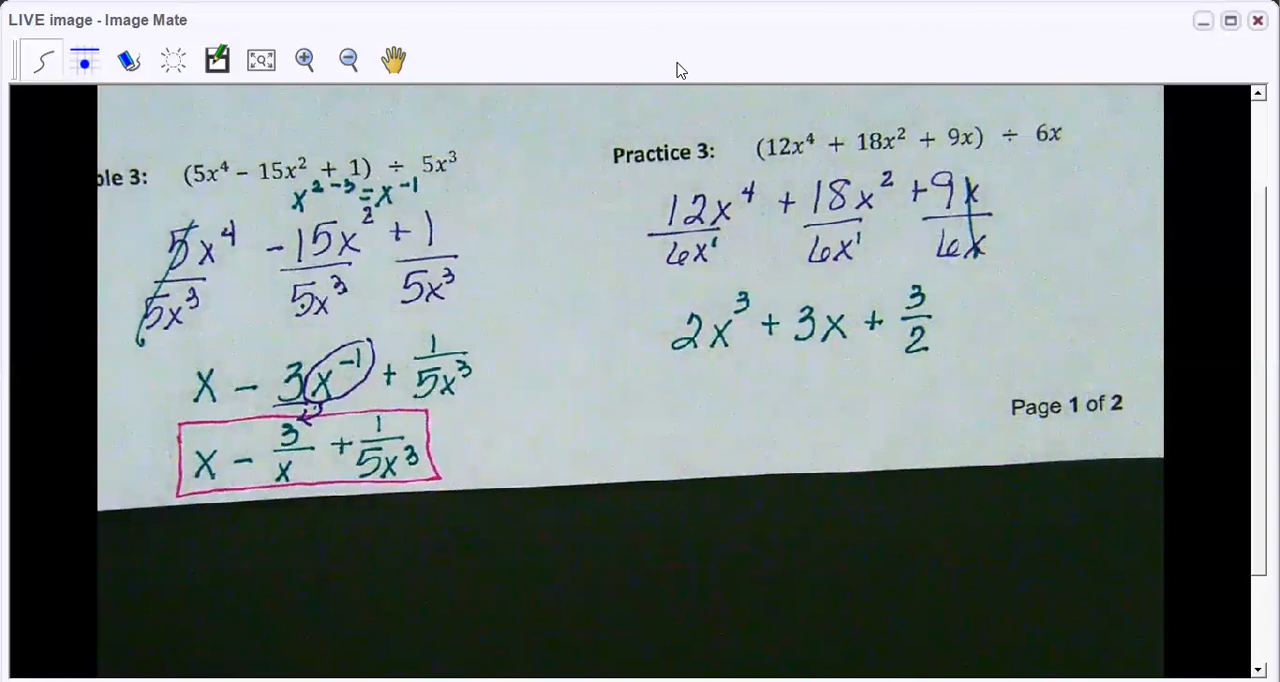 LIVE image - Image Mate
ple 3: (5x⁴ − 15x² + 1) ÷ 5x³
x²⁻³ = x⁻¹
5x⁴/5x³ - 15x²/5x³ + 1/5x³
x - 3x⁻¹ + 1/5x³
x - 3/x + 1/5x³
Practice 3: (12x⁴ + 18x² + 9x) ÷ 6x
12x⁴/6x¹ + 18x²/6x¹ + 9x/6x
2x³ + 3x + 3/2
Page 1 of 2